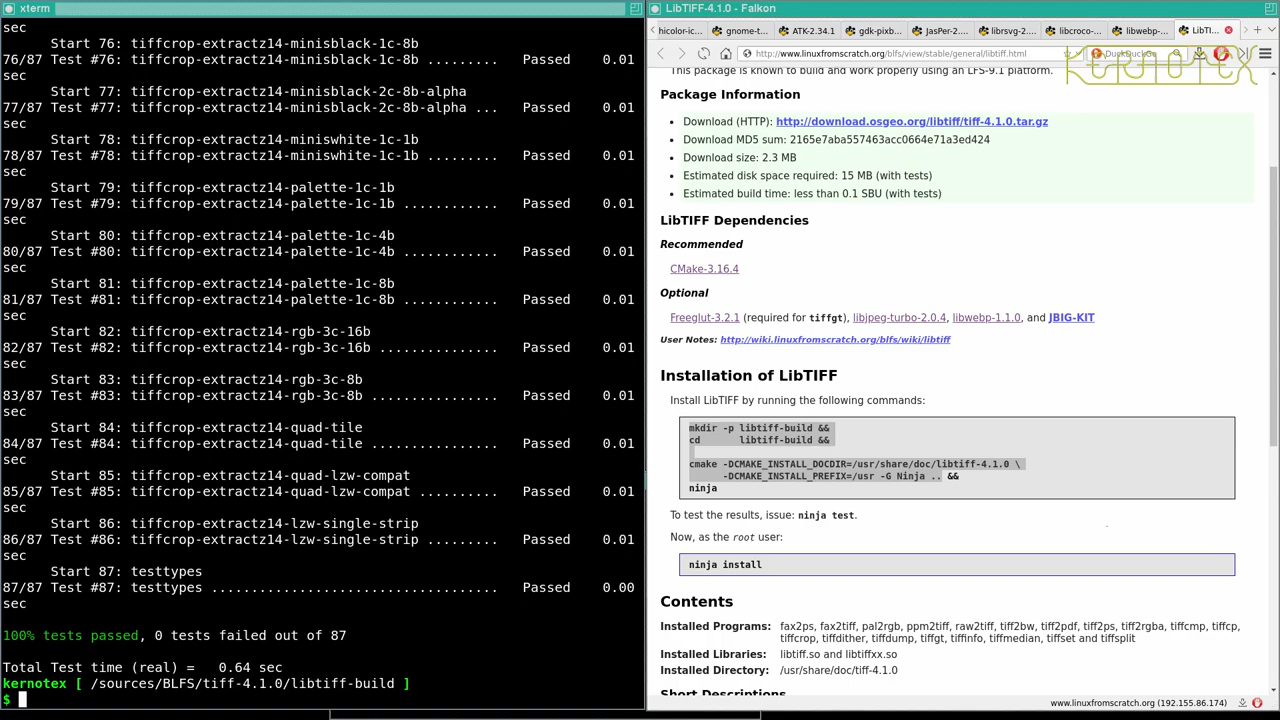 xterm
sec
Start 76: tiffcrop-extractz14-minisblack-1c-8b
76/87 Test #76: tiffcrop-extractz14-minisblack-1c-8b ..........   Passed    0.01
sec
Start 77: tiffcrop-extractz14-minisblack-2c-8b-alpha
77/87 Test #77: tiffcrop-extractz14-minisblack-2c-8b-alpha ...   Passed    0.01
sec
Start 78: tiffcrop-extractz14-miniswhite-1c-1b
78/87 Test #78: tiffcrop-extractz14-miniswhite-1c-1b .........   Passed    0.01
sec
Start 79: tiffcrop-extractz14-palette-1c-1b
79/87 Test #79: tiffcrop-extractz14-palette-1c-1b ............   Passed    0.01
sec
Start 80: tiffcrop-extractz14-palette-1c-4b
80/87 Test #80: tiffcrop-extractz14-palette-1c-4b ............   Passed    0.01
sec
Start 81: tiffcrop-extractz14-palette-1c-8b
81/87 Test #81: tiffcrop-extractz14-palette-1c-8b ............   Passed    0.01
sec
Start 82: tiffcrop-extractz14-rgb-3c-16b
82/87 Test #82: tiffcrop-extractz14-rgb-3c-16b ...............   Passed    0.01
sec
Start 83: tiffcrop-extractz14-rgb-3c-8b
83/87 Test #83: tiffcrop-extractz14-rgb-3c-8b ................   Passed    0.01
sec
Start 84: tiffcrop-extractz14-quad-tile
84/87 Test #84: tiffcrop-extractz14-quad-tile ................   Passed    0.01
sec
Start 85: tiffcrop-extractz14-quad-lzw-compat
85/87 Test #85: tiffcrop-extractz14-quad-lzw-compat ..........   Passed    0.01
sec
Start 86: tiffcrop-extractz14-lzw-single-strip
86/87 Test #86: tiffcrop-extractz14-lzw-single-strip .........   Passed    0.01
sec
Start 87: testtypes
87/87 Test #87: testtypes ....................................   Passed    0.00
sec
100% tests passed, 0 tests failed out of 87
Total Test time (real) =   0.64 sec
kernotex [ /sources/BLFS/tiff-4.1.0/libtiff-build ]
$
LibTIFF-4.1.0 - Falkon
hicolor-ic... gnome-t... ATK-2.34.1 gdk-pixb... JasPer-2.... librsvg-2.... libcroco-... libwebp-... LibTI...
http://www.linuxfromscratch.org/blfs/view/stable/general/libtiff.html DuckDuckGo
KERNOTEX
This package is known to build and work properly using an LFS-9.1 platform.
Package Information
Download (HTTP): http://download.osgeo.org/libtiff/tiff-4.1.0.tar.gz
Download MD5 sum: 2165e7aba557463acc0664e71a3ed424
Download size: 2.3 MB
Estimated disk space required: 15 MB (with tests)
Estimated build time: less than 0.1 SBU (with tests)
LibTIFF Dependencies
Recommended
CMake-3.16.4
Optional
Freeglut-3.2.1 (required for tiffgt), libjpeg-turbo-2.0.4, libwebp-1.1.0, and JBIG-KIT
User Notes: http://wiki.linuxfromscratch.org/blfs/wiki/libtiff
Installation of LibTIFF
Install LibTIFF by running the following commands:
mkdir -p libtiff-build &&
cd       libtiff-build &&
cmake -DCMAKE_INSTALL_DOCDIR=/usr/share/doc/libtiff-4.1.0 \
-DCMAKE_INSTALL_PREFIX=/usr -G Ninja .. &&
ninja
To test the results, issue: ninja test.
Now, as the root user:
ninja install
Contents
Installed Programs: fax2ps, fax2tiff, pal2rgb, ppm2tiff, raw2tiff, tiff2bw, tiff2pdf, tiff2ps, tiff2rgba, tiffcmp, tiffcp,
tiffcrop, tiffdither, tiffdump, tiffgt, tiffinfo, tiffmedian, tiffset and tiffsplit
Installed Libraries: libtiff.so and libtiffxx.so
Installed Directory: /usr/share/doc/tiff-4.1.0
Short Descriptions
www.linuxfromscratch.org (192.155.86.174)